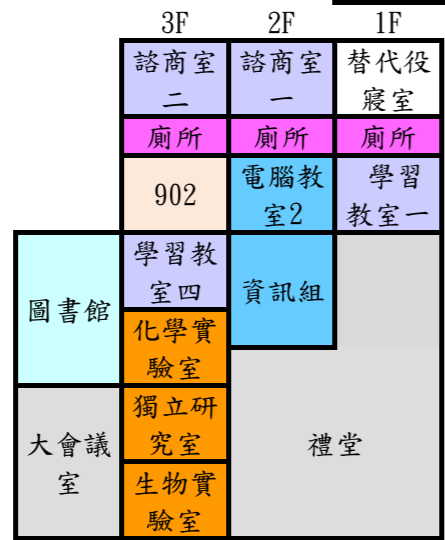 3F 2F 1F
諮商室 諮商室 替代役
二 一 寢室
廁所 廁所 廁所
902 電腦教 學習
室2 教室一
學習教
室四
資訊組
圖書館
化學實
驗室
獨立研
究室
大會議
室
禮堂
生物實
驗室